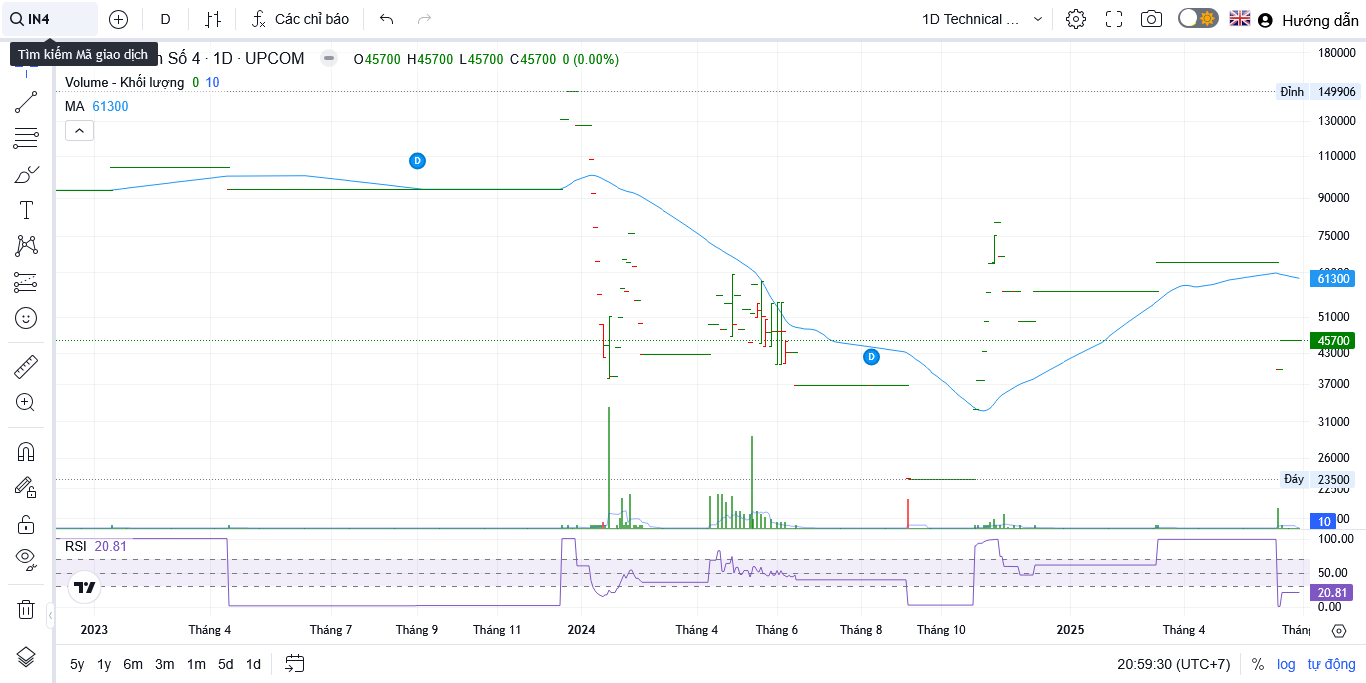 IN4
D
Các chỉ báo
1D Technical ...
Hướng dẫn
Tìm kiếm Mã giao dịch
n Số 4 · 1D · UPCOM
O45700 H45700 L45700 C45700 0 (0.00%)
Volume - Khối lượng 0 10
MA 61300
180000
Đỉnh 149906
130000
110000
90000
75000
61300
51000
45700
43000
37000
31000
26000
Đáy 23500
22500
10
D
D
RSI 20.81
100.00
50.00
20.81
0.00
2023 Tháng 4 Tháng 7 Tháng 9 Tháng 11 2024 Tháng 4 Tháng 6 Tháng 8 Tháng 10 2025 Tháng 4 Tháng
5y 1y 6m 3m 1m 5d 1d
20:59:30 (UTC+7) % log tự động